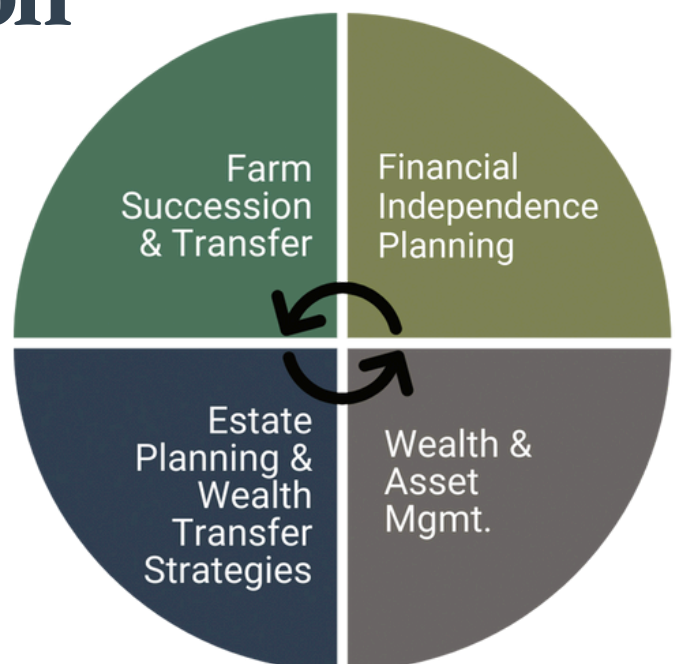 Farm
Succession
& Transfer
Financial
Independence
Planning
Estate
Planning &
Wealth
Transfer
Strategies
Wealth &
Asset
Mgmt.